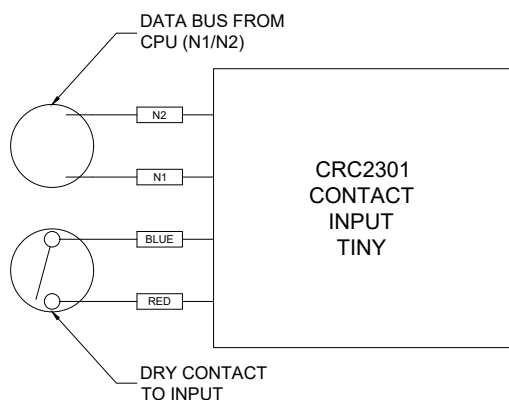 DATA BUS FROM
CPU (N1/N2)
N2
N1
BLUE
RED
CRC2301
CONTACT
INPUT
TINY
DRY CONTACT
TO INPUT